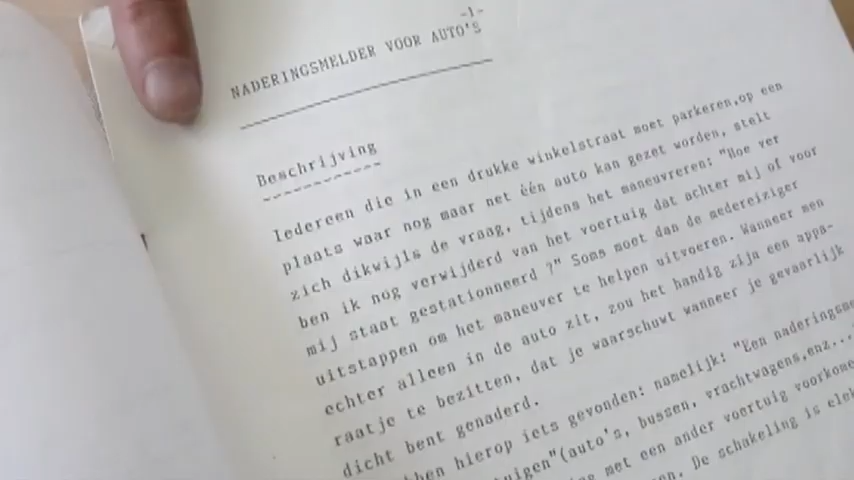 -1-
NADERINGSMELDER VOOR AUTO'S
Beschrijving
Iedereen die in een drukke winkelstraat moet parkeren,op een
plaats waar nog maar net één auto kan gezet worden, stelt
zich dikwijls de vraag, tijdens het maneuvreren: "Hoe ver
ben ik nog verwijderd van het voertuig dat achter mij of voor
mij staat gestationneerd ?" Soms moet dan de medereiziger
uitstappen om het maneuver te helpen uitvoeren. Wanneer men
echter alleen in de auto zit, zou het handig zijn een appa-
raatje te bezitten, dat je waarschuwt wanneer je gevaarlijk
dicht bent genaderd.
hierop iets gevonden: namelijk: "Een
(auto's, bussen, vrachtwagens,enz...
met een ander voertuig
De schakeling is